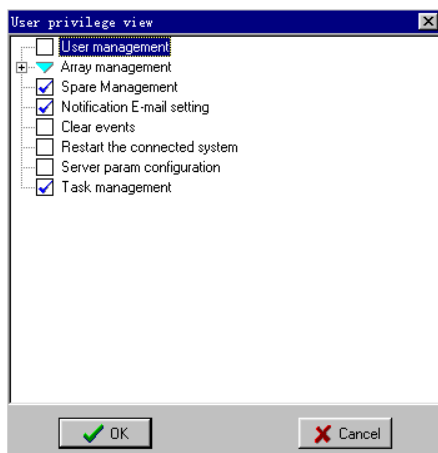 User privilege view
User management
Array management
Spare Management
Notification E-mail setting
Clear events
Restart the connected system
Server param configuration
Task management
OK
Cancel